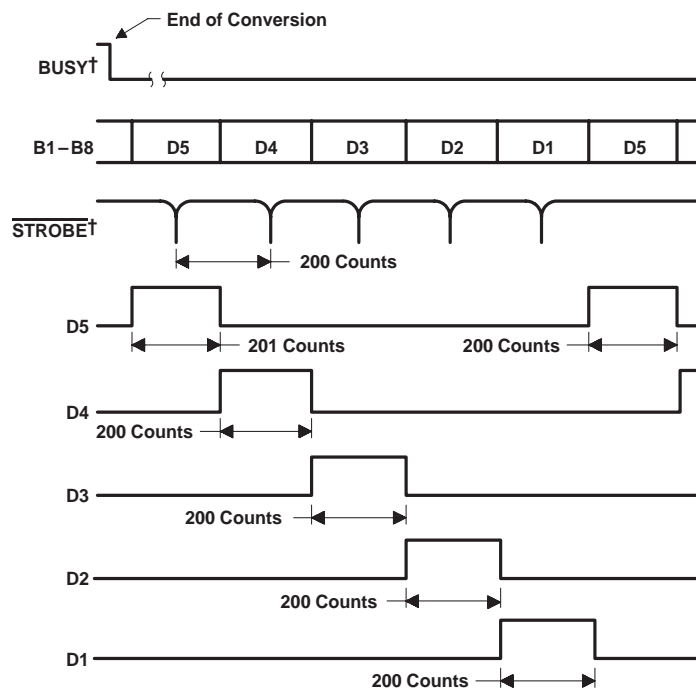 End of Conversion
BUSY†
B1–B8 D5 D4 D3 D2 D1 D5
STROBE†
200 Counts
D5
201 Counts 200 Counts
D4
200 Counts
D3
200 Counts
D2
200 Counts
D1
200 Counts